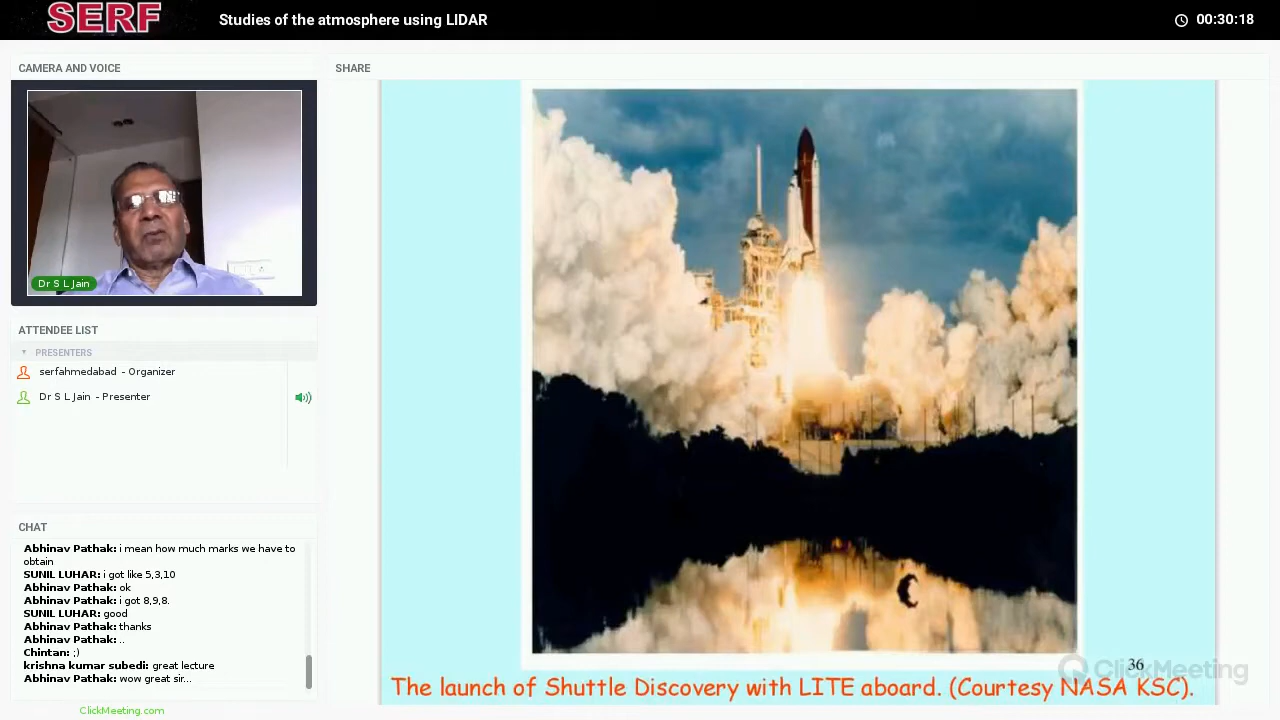 SERF
Studies of the atmosphere using LIDAR
00:30:18
CAMERA AND VOICE
SHARE
Dr S L Jain
ATTENDEE LIST
PRESENTERS
serfahmedabad - Organizer
Dr S L Jain - Presenter
CHAT
Abhinav Pathak: i mean how much marks we have to
obtain
SUNIL LUHAR: i got like 5,3,10
Abhinav Pathak: ok
Abhinav Pathak: i got 8,9,8.
SUNIL LUHAR: good
Abhinav Pathak: thanks
Abhinav Pathak: ..
Chintan: ;)
krishna kumar subedi: great lecture
Abhinav Pathak: wow great sir...
ClickMeeting.com
36
ClickMeeting
The launch of Shuttle Discovery with LITE aboard. (Courtesy NASA KSC).